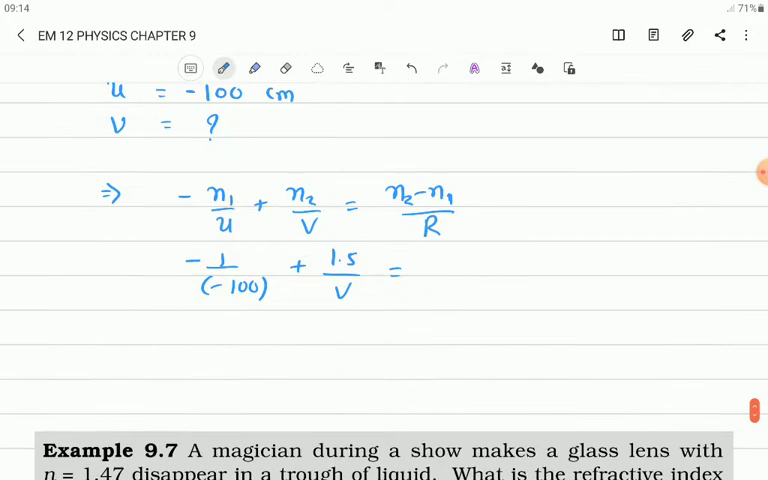 09:14 71%
EM 12 PHYSICS CHAPTER 9
u = -100 cm
v = ?
⇒ - n₁/u + n₂/v = n₂-n₁/R
- 1/(-100) + 1.5/v =
Example 9.7 A magician during a show makes a glass lens with
n = 1.47 disappear in a trough of liquid. What is the refractive index